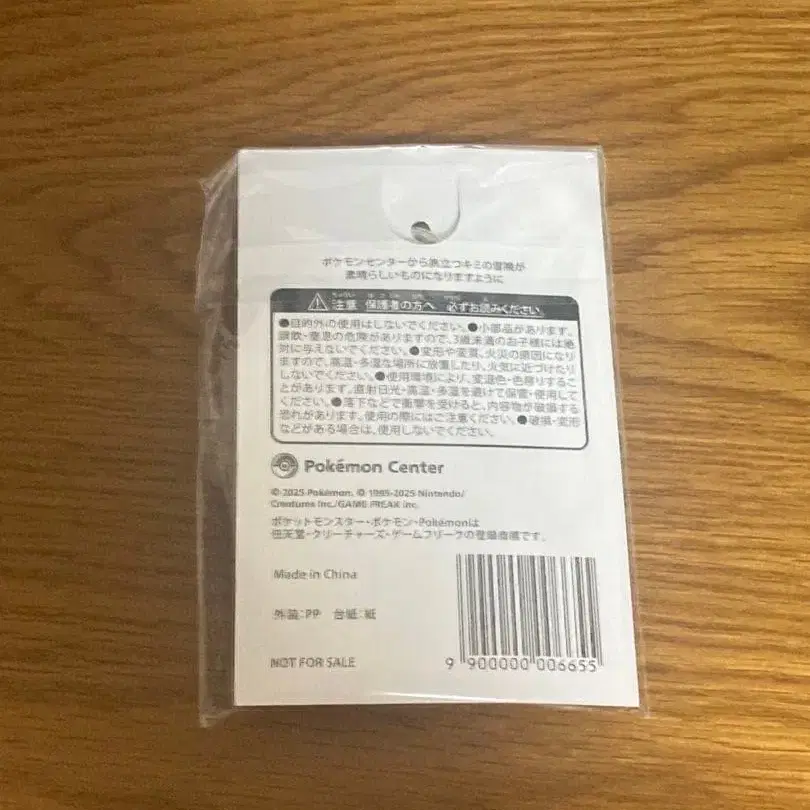 ポケモンセンターから旅立つキミの冒険が
素晴らしいものになりますように
注意 保護者の方へ 必ずお読みください。
●目的外の使用はしないでください。●小部品があります。
誤飲・窒息の危険がありますので、3歳未満のお子様には絶
対に与えないでください。●変形や変質、火災の原因になり
ますので、高温・多湿な場所に放置したり、火気に近づけたり
しないでください。●使用環境により、変退色・色移りするこ
とがあります。直射日光・高温・多湿を避けて保管・使用してく
ください。●落下などで衝撃を受けると、内容物が破損する
恐れがあります。使用の際にはご注意ください。●破損・変形
などがある場合は、使用しないでください。
Pokémon Center
© 2025 Pokémon. © 1995-2025 Nintendo/
Creatures Inc./GAME FREAK inc.
ポケットモンスター・ポケモン・Pokémonは
任天堂・クリーチャーズ・ゲームフリークの登録商標です。
Made in China
外装:PP 台紙:紙
NOT FOR SALE
9 900000 006655